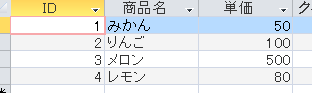 ID 商品名 単価 ク
1 みかん 50
2 りんご 100
3 メロン 500
4 レモン 80
*